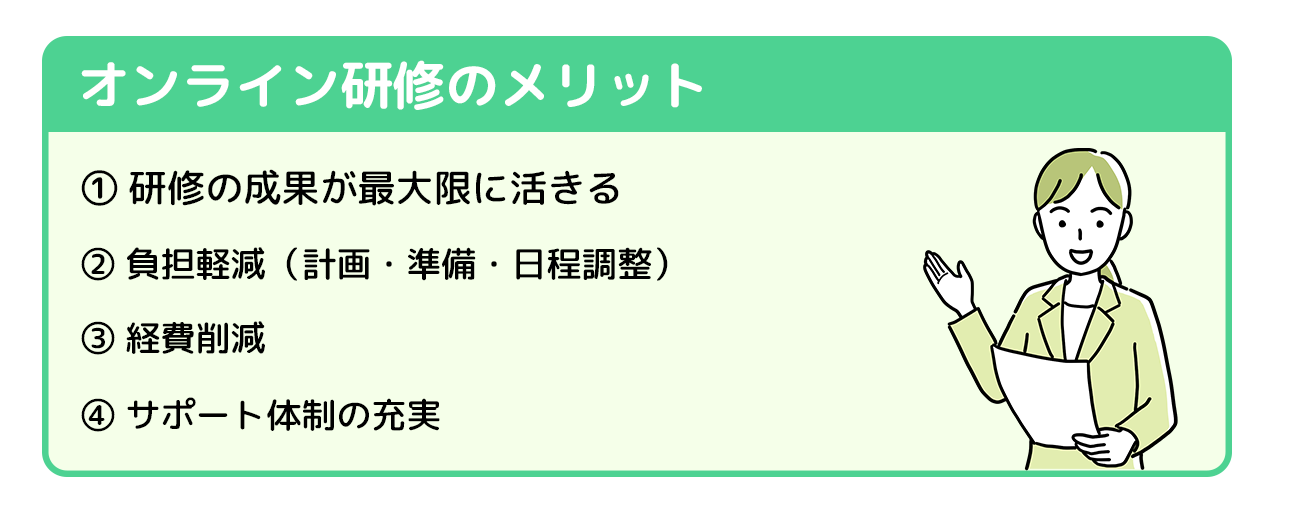 オンライン研修のメリット
① 研修の成果が最大限に活きる
② 負担軽減（計画・準備・日程調整）
③ 経費削減
④ サポート体制の充実